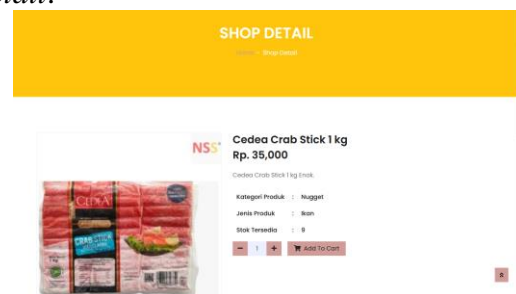 SHOP DETAIL
Shop Detail
NSS
Cedea Crab Stick 1 kg
Rp. 35,000
Cedea Crab Stick 1 kg Enak.
Kategori Produk : Nugget
Jenis Produk : Ikan
Stok Tersedia : 9
- 1 + Add To Cart
CEDEA
CRAB STICK